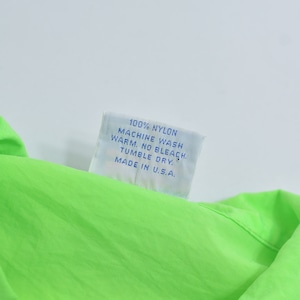 100% NYLON
MACHINE WASH
WARM. NO BLEACH.
TUMBLE DRY.
MADE IN U.S.A.